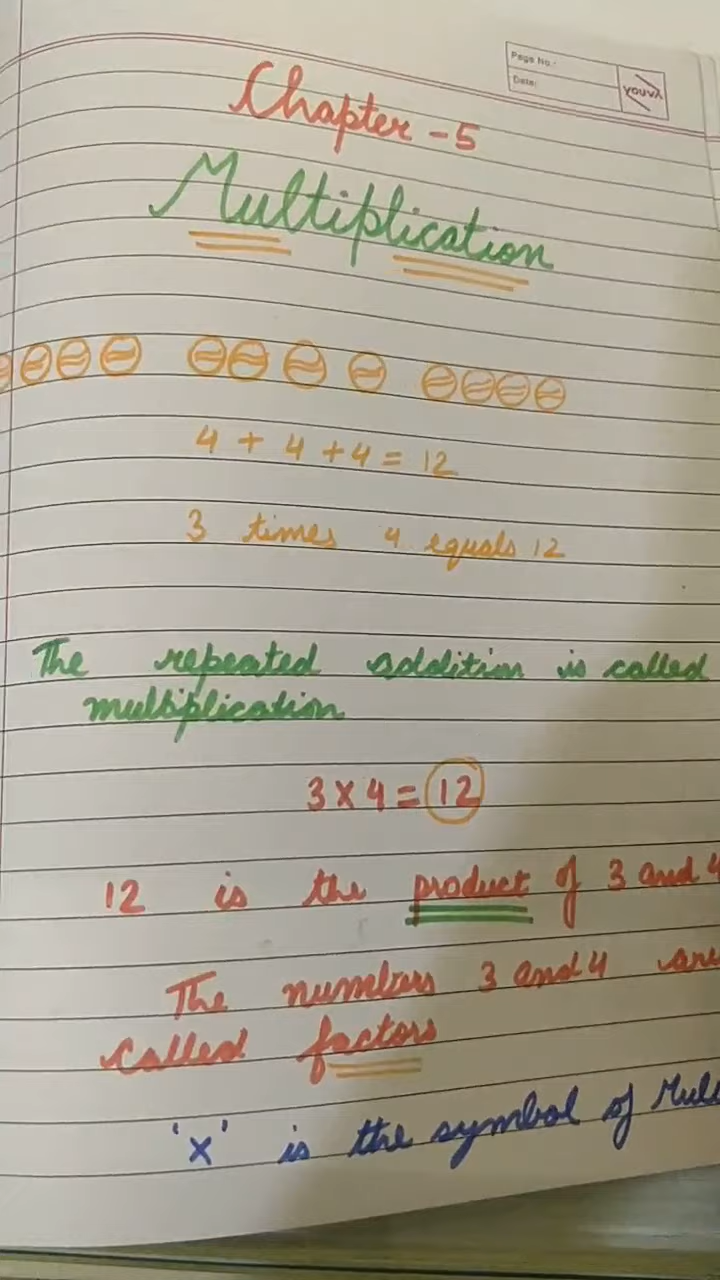 Page No.:
Date:
YOUVA
Chapter - 5
Multiplication
4 + 4 + 4 = 12
3 times 4 equals 12
The repeated addition is called
multiplication
3 x 4 = 12
12 is the product of 3 and 4
The numbers 3 and 4 are
called factors
'x' is the symbol of Mul